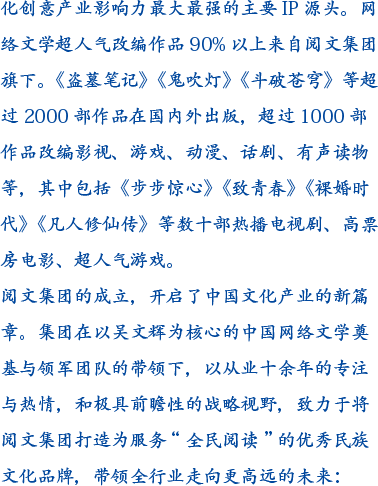 化创意产业影响力最大最强的主要 IP 源头。网
络文学超人气改编作品 90% 以上来自阅文集团
旗下。《盗墓笔记》《鬼吹灯》《斗破苍穹》等超
过 2000 部作品在国内外出版，超过 1000 部
作品改编影视、游戏、动漫、话剧、有声读物
等，其中包括《步步惊心》《致青春》《裸婚时
代》《凡人修仙传》等数十部热播电视剧、高票
房电影、超人气游戏。
阅文集团的成立，开启了中国文化产业的新篇
章。集团在以吴文辉为核心的中国网络文学奠
基与领军团队的带领下，以从业十余年的专注
与热情，和极具前瞻性的战略视野，致力于将
阅文集团打造为服务“全民阅读”的优秀民族
文化品牌，带领全行业走向更高远的未来：